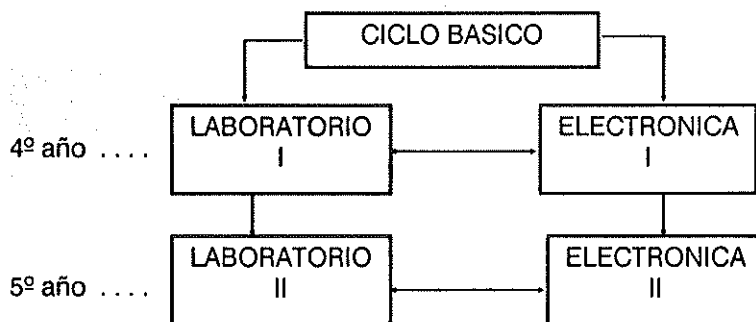 CICLO BASICO
LABORATORIO
I
ELECTRONICA
I
4º año ....
LABORATORIO
II
ELECTRONICA
II
5º año ....